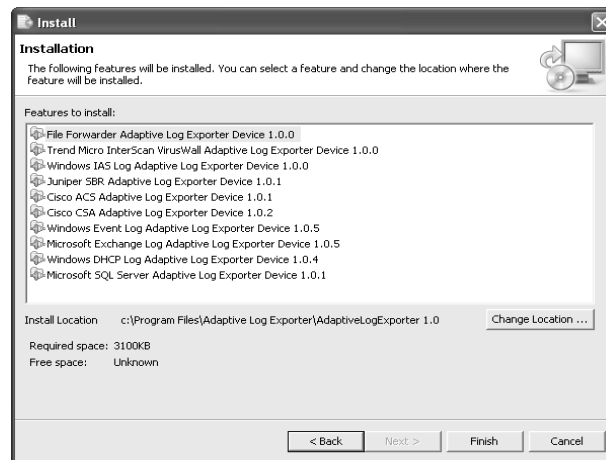 Install
Installation
The following features will be installed. You can select a feature and change the location where the
feature will be installed.
Features to install:
File Forwarder Adaptive Log Exporter Device 1.0.0
Trend Micro InterScan VirusWall Adaptive Log Exporter Device 1.0.0
Windows IAS Log Adaptive Log Exporter Device 1.0.0
Juniper SBR Adaptive Log Exporter Device 1.0.1
Cisco ACS Adaptive Log Exporter Device 1.0.1
Cisco CSA Adaptive Log Exporter Device 1.0.2
Windows Event Log Adaptive Log Exporter Device 1.0.5
Microsoft Exchange Log Adaptive Log Exporter Device 1.0.5
Windows DHCP Log Adaptive Log Exporter Device 1.0.4
Microsoft SQL Server Adaptive Log Exporter Device 1.0.1
Install Location c:\Program Files\Adaptive Log Exporter\AdaptiveLogExporter 1.0 Change Location ...
Required space: 3100KB
Free space: Unknown
< Back Next > Finish Cancel